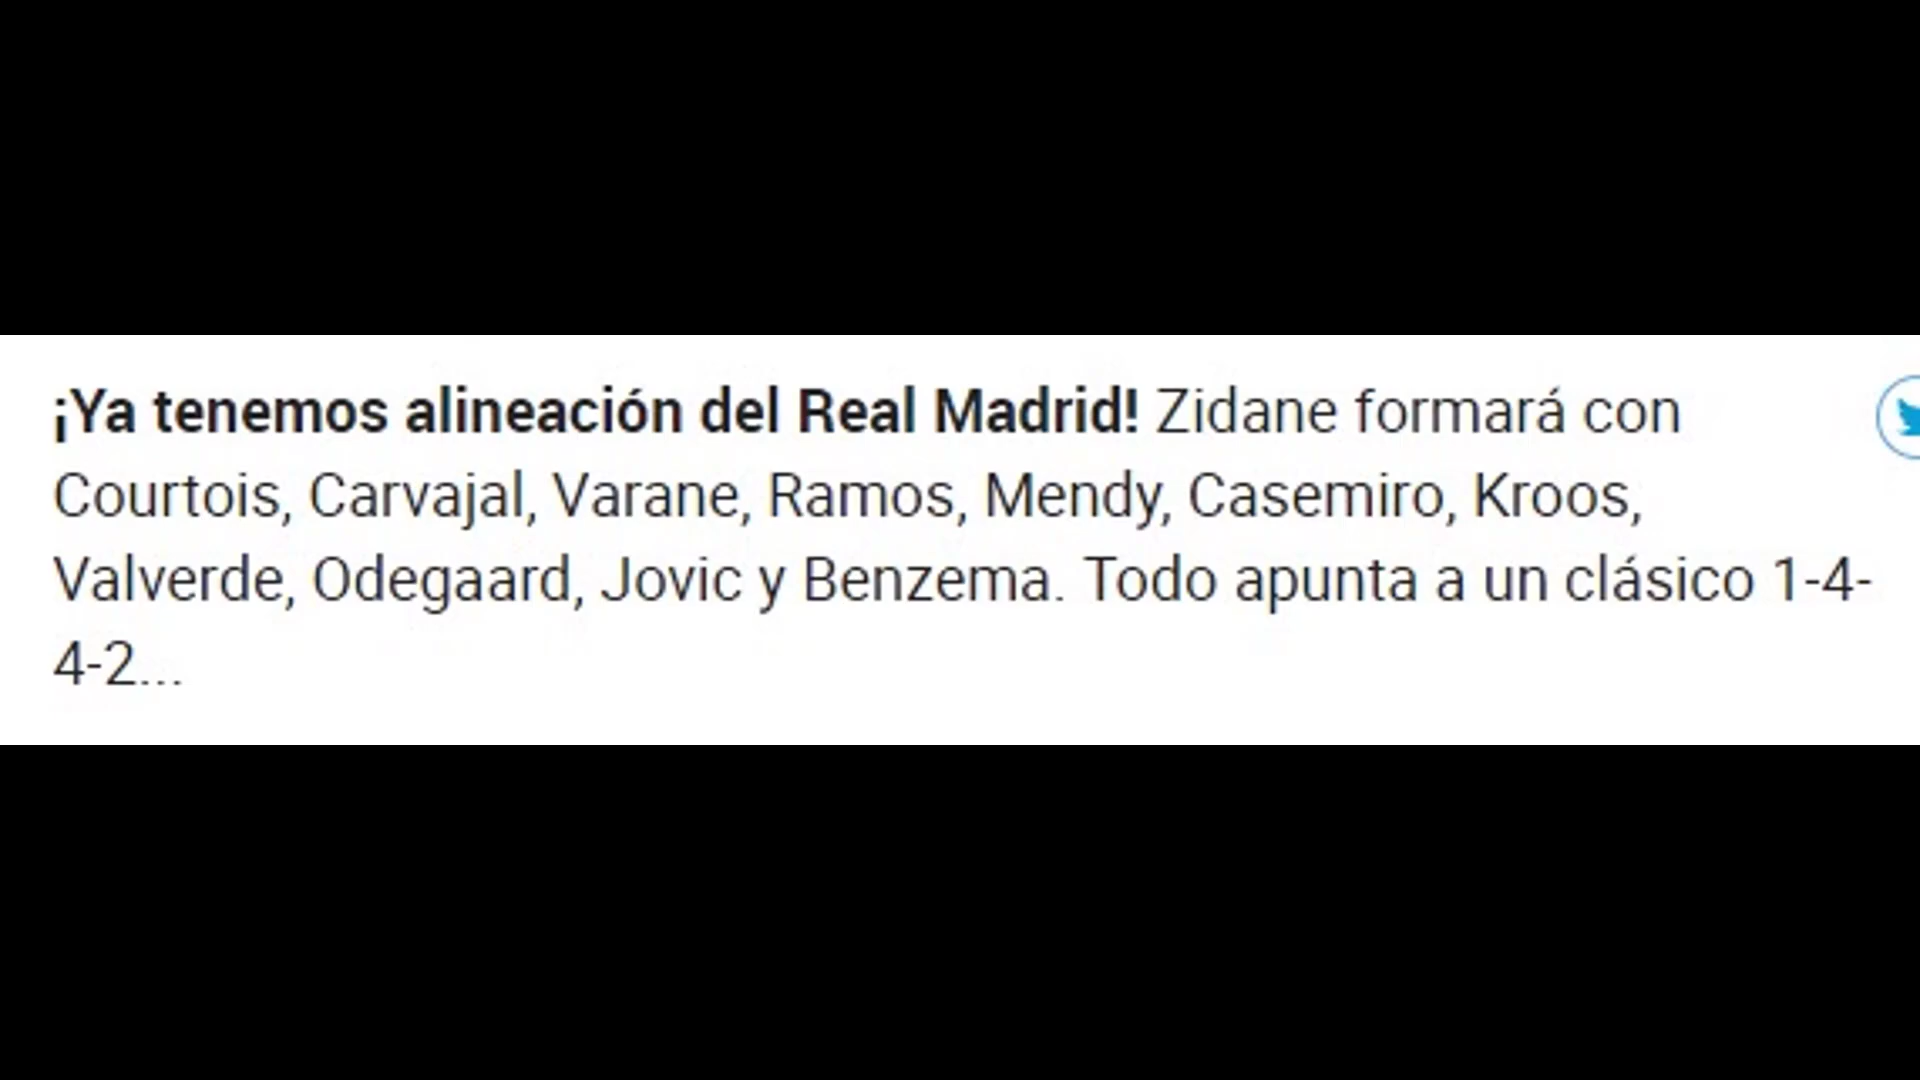 ¡Ya tenemos alineación del Real Madrid! Zidane formará con
Courtois, Carvajal, Varane, Ramos, Mendy, Casemiro, Kroos,
Valverde, Odegaard, Jovic y Benzema. Todo apunta a un clásico 1-4-
4-2...